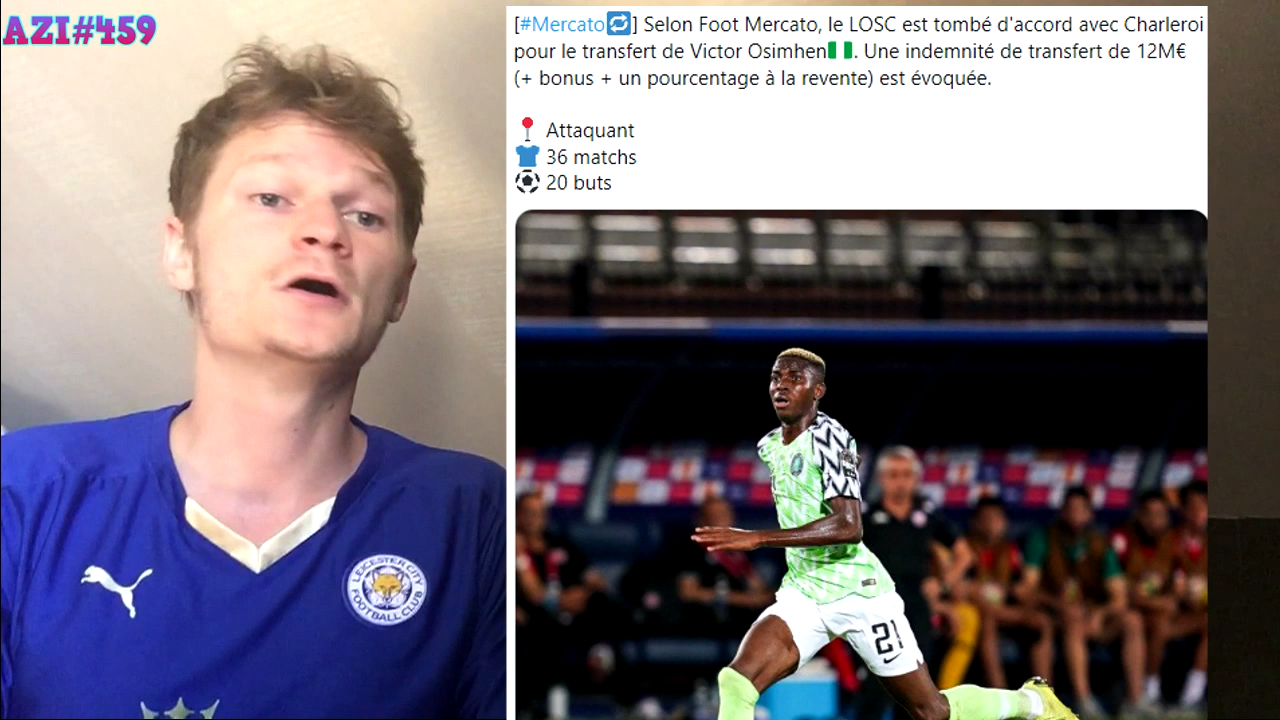 AZI#459
[#Mercato🔁] Selon Foot Mercato, le LOSC est tombé d'accord avec Charleroi
pour le transfert de Victor Osimhen🇳🇬. Une indemnité de transfert de 12M€
(+ bonus + un pourcentage à la revente) est évoquée.
📍 Attaquant
👕 36 matchs
⚽ 20 buts
LEICESTER CITY
FOOTBALL CLUB
21